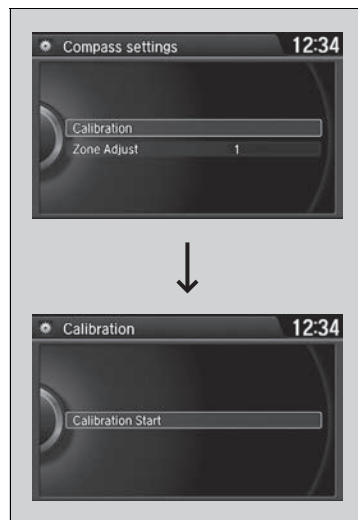 Compass settings 12:34
Calibration
Zone Adjust 1
Calibration 12:34
Calibration Start